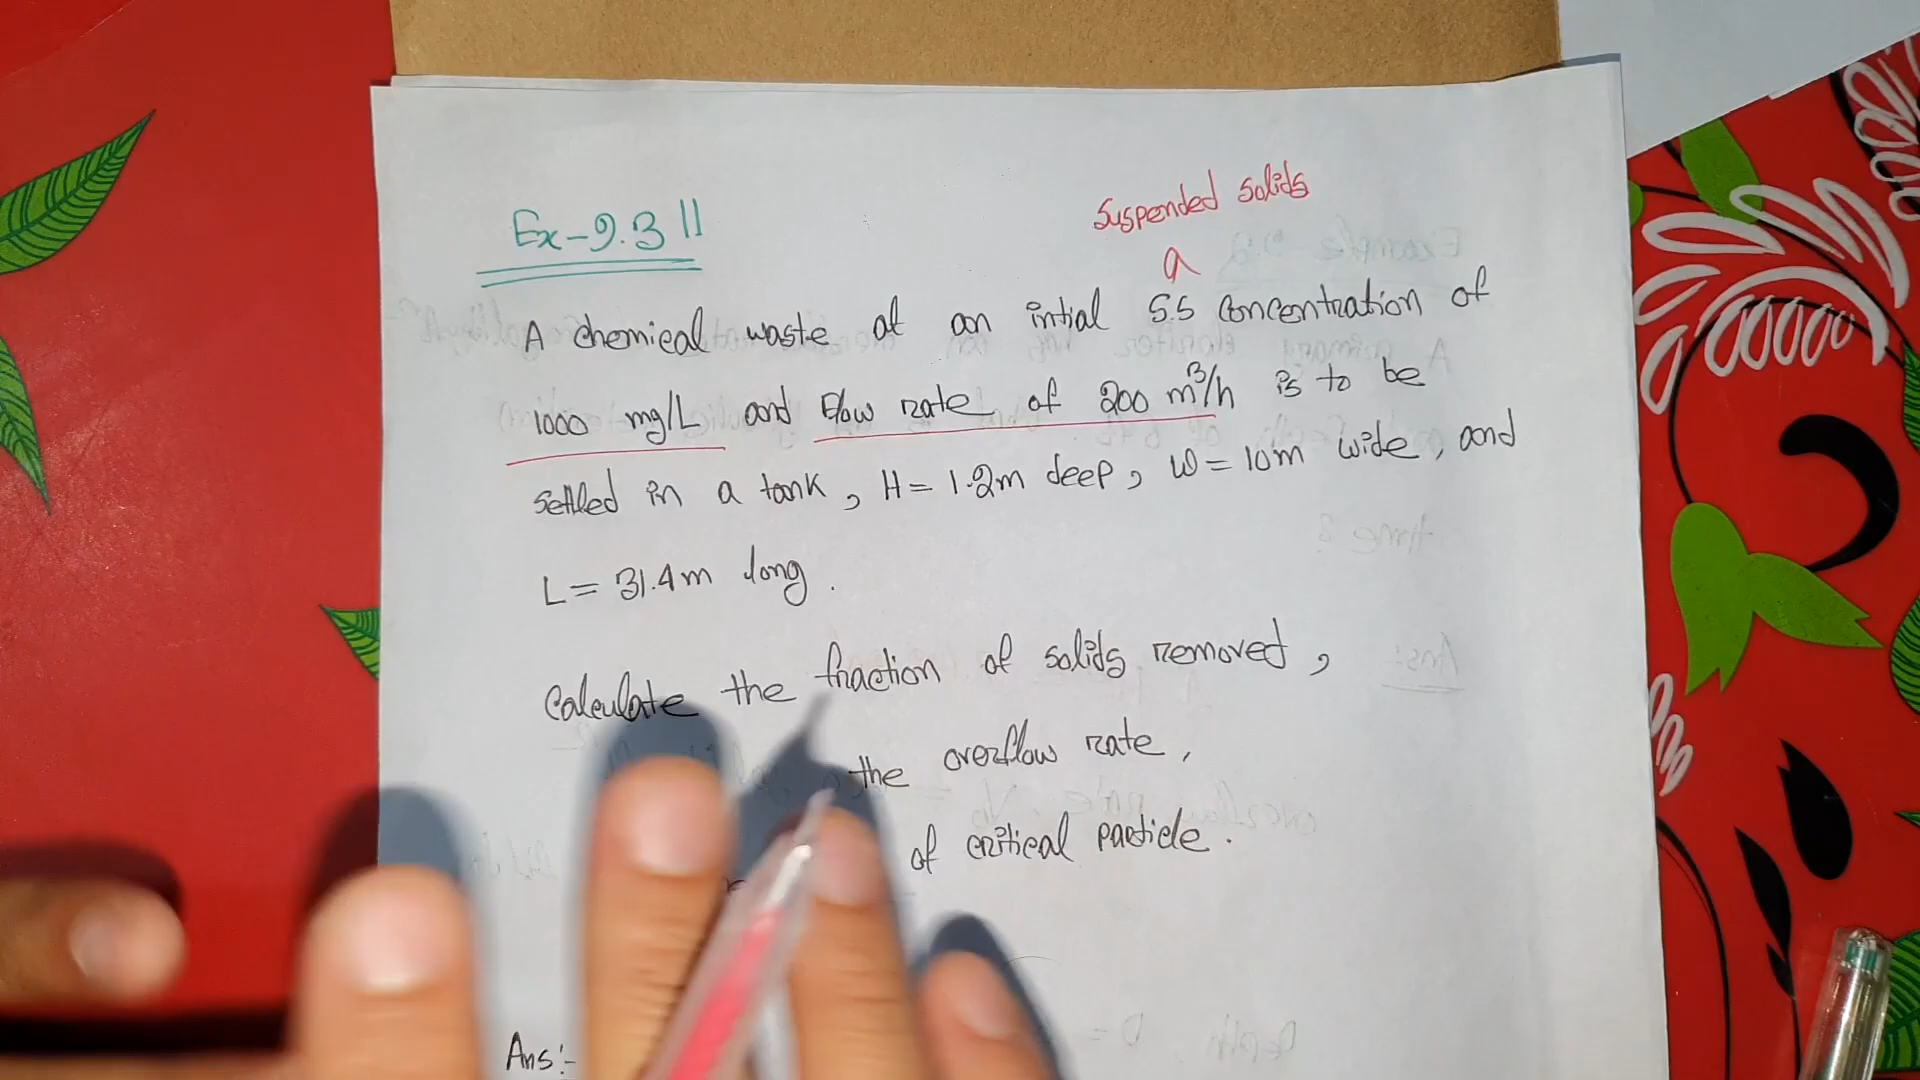 Ex-9.3 ||
suspended solids
a
A chemical waste at an intial S.S concentration of
1000 mg/L and Flow rate of 200 m³/h is to be
settled in a tank, H = 1.2m deep, W = 10m wide, and
L = 31.4m long.
calculate the fraction of solids removed,
the overflow rate,
of critical particle.
Ans:-